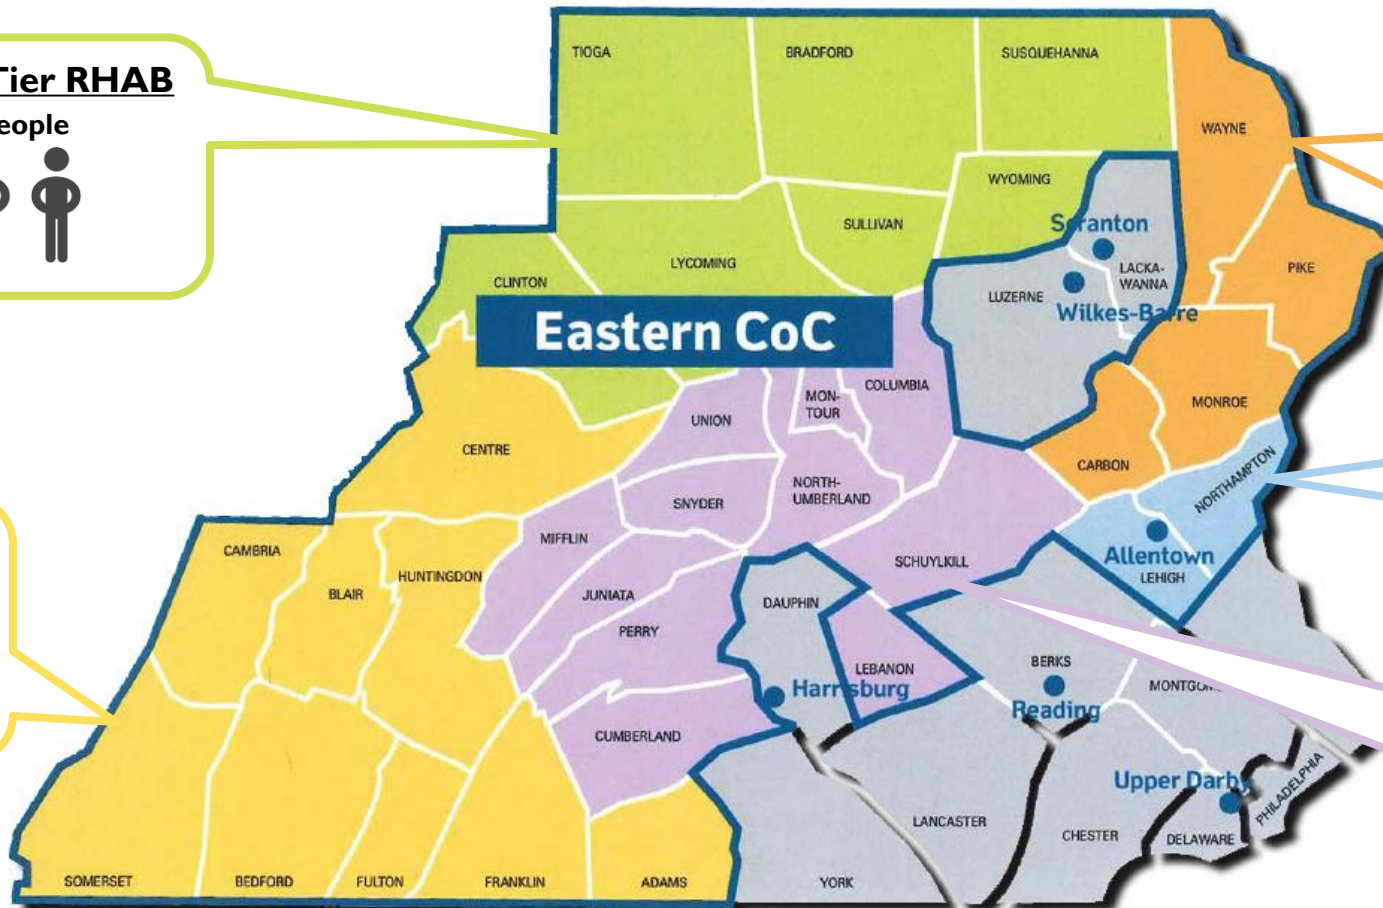 Tier RHAB
eople
TIOGA
BRADFORD
SUSQUEHANNA
WAYNE
WYOMING
SULLIVAN
Scranton
LYCOMING
CLINTON
LACKA-
WANNA
PIKE
LUZERNE
Wilkes-Barre
Eastern CoC
COLUMBIA
MON-
TOUR
MONROE
UNION
CENTRE
CARBON
NORTHAMPTON
NORTH-
UMBERLAND
SNYDER
MIFFLIN
CAMBRIA
Allentown
LEHIGH
SCHUYLKILL
HUNTINGDON
BLAIR
JUNIATA
DAUPHIN
PERRY
BERKS
LEBANON
Harrisburg
MONTGOM
Reading
CUMBERLAND
Upper Darby
PHILADELPHIA
LANCASTER
CHESTER
DELAWARE
SOMERSET
BEDFORD
FULTON
FRANKLIN
ADAMS
YORK